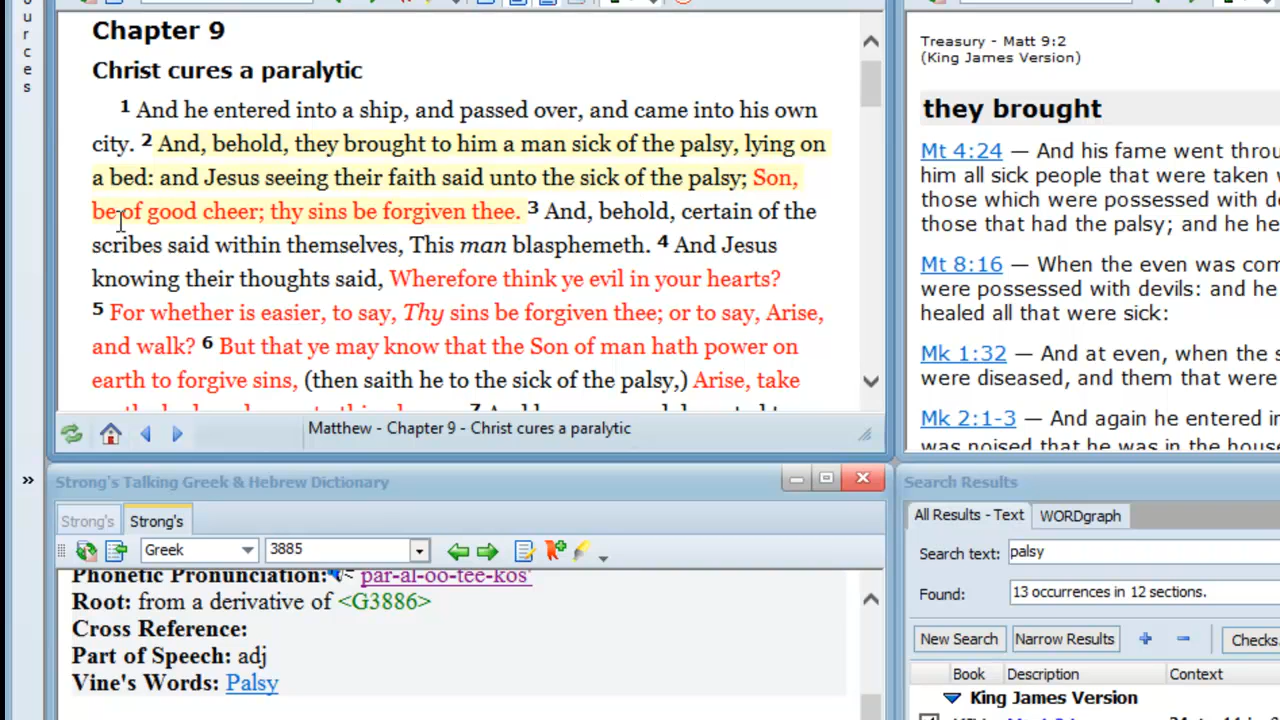 ources
Chapter 9
Christ cures a paralytic
1 And he entered into a ship, and passed over, and came into his own
city. 2 And, behold, they brought to him a man sick of the palsy, lying on
a bed: and Jesus seeing their faith said unto the sick of the palsy; Son,
be of good cheer; thy sins be forgiven thee. 3 And, behold, certain of the
scribes said within themselves, This man blasphemeth. 4 And Jesus
knowing their thoughts said, Wherefore think ye evil in your hearts?
5 For whether is easier, to say, Thy sins be forgiven thee; or to say, Arise,
and walk? 6 But that ye may know that the Son of man hath power on
earth to forgive sins, (then saith he to the sick of the palsy,) Arise, take
Matthew - Chapter 9 - Christ cures a paralytic
Treasury - Matt 9:2
(King James Version)
they brought
Mt 4:24 — And his fame went throu
him all sick people that were taken
those which were possessed with de
those that had the palsy; and he he
Mt 8:16 — When the even was com
were possessed with devils: and he
healed all that were sick:
Mk 1:32 — And at even, when the s
were diseased, and them that were
Mk 2:1-3 — And again he entered in
was noised that he was in the house
»
Strong's Talking Greek & Hebrew Dictionary
Strong's Strong's
Greek 3885
Phonetic Pronunciation: par-al-oo-tee-kos'
Root: from a derivative of <G3886>
Cross Reference:
Part of Speech: adj
Vine's Words: Palsy
Search Results
All Results - Text WORDgraph
Search text: palsy
Found: 13 occurrences in 12 sections.
New Search Narrow Results + − Checks.
Book Description Context
King James Version